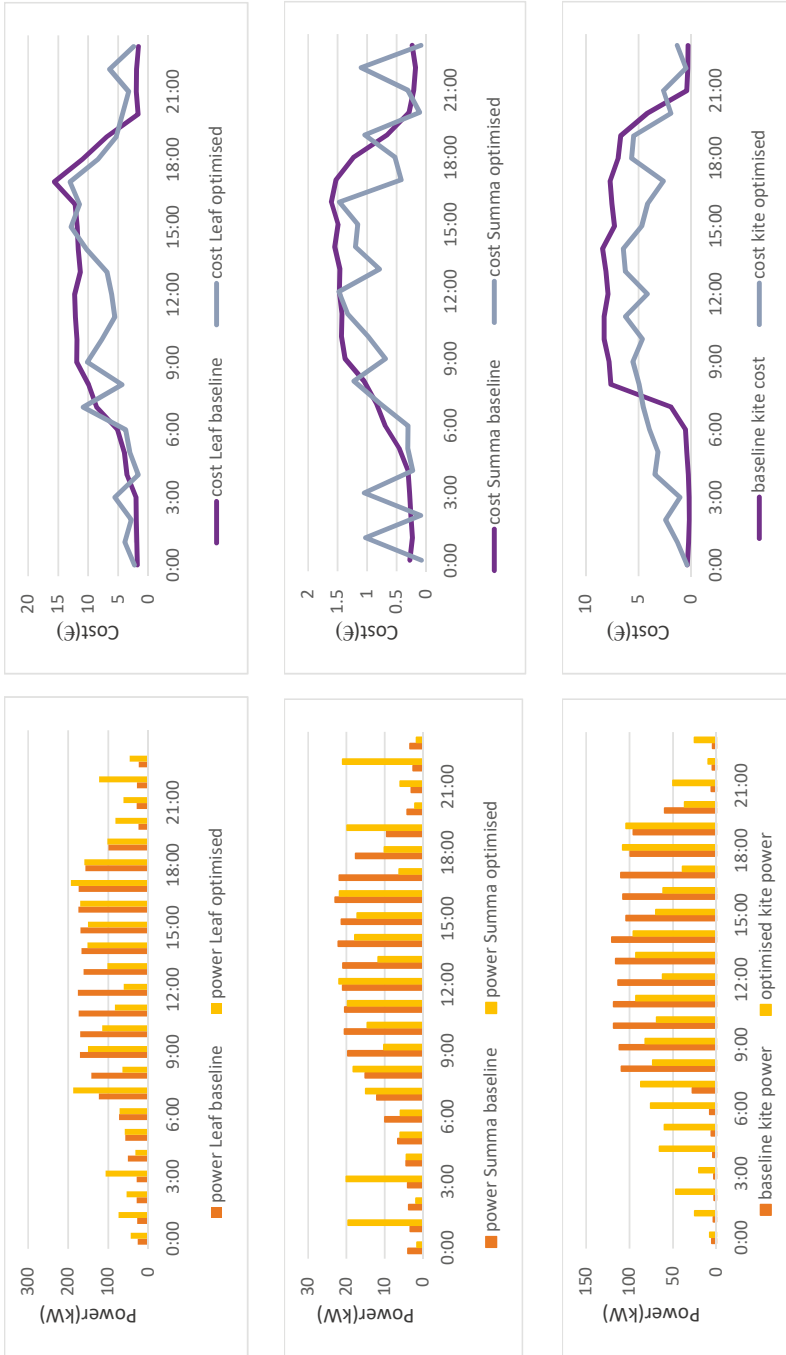 Power(kW)
300
200
100
0
0:00 3:00 6:00 9:00 12:00 15:00 18:00 21:00
power Leaf baseline power Leaf optimised
Cost(€)
20
15
10
5
0
0:00 3:00 6:00 9:00 12:00 15:00 18:00 21:00
cost Leaf baseline cost Leaf optimised
Power(kW)
30
20
10
0
0:00 3:00 6:00 9:00 12:00 15:00 18:00 21:00
power Summa baseline power Summa optimised
Cost(€)
2
1.5
1
0.5
0
0:00 3:00 6:00 9:00 12:00 15:00 18:00 21:00
cost Summa baseline cost Summa optimised
Power(kW)
150
100
50
0
0:00 3:00 6:00 9:00 12:00 15:00 18:00 21:00
baseline kite power optimised kite power
Cost(€)
10
5
0
0:00 3:00 6:00 9:00 12:00 15:00 18:00 21:00
baseline kite cost cost kite optimised